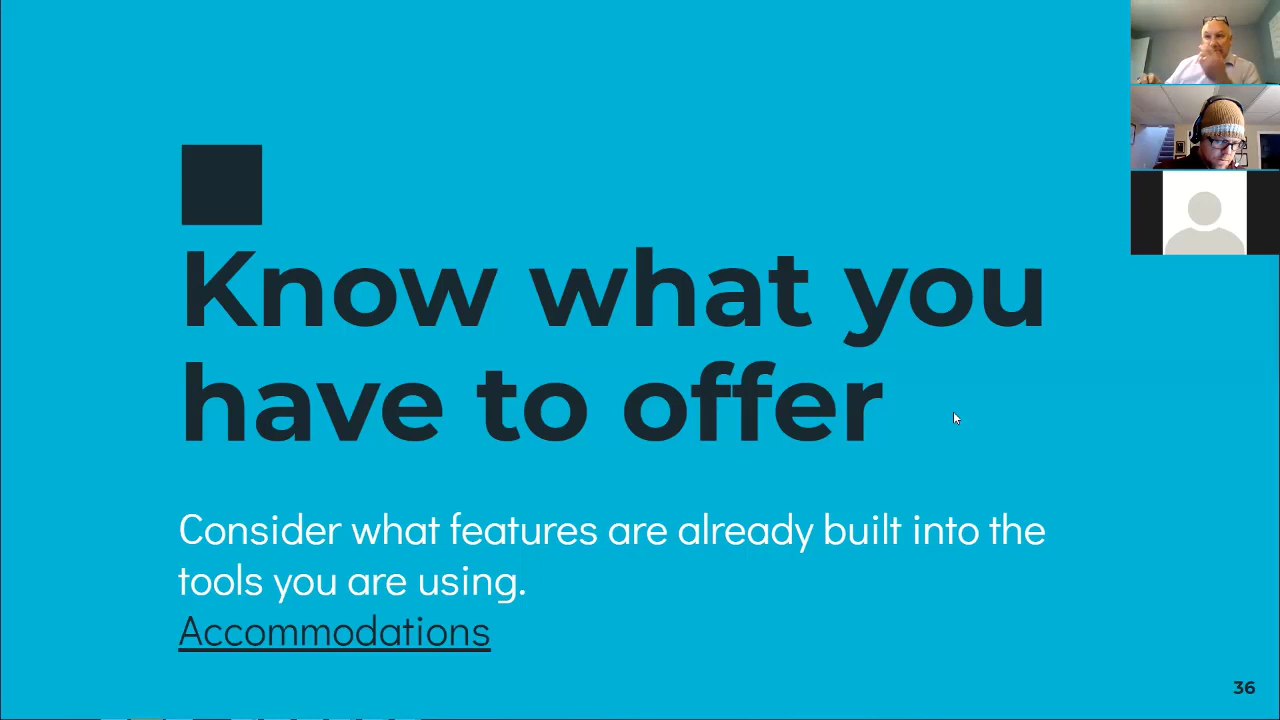 Know what you
have to offer
Consider what features are already built into the
tools you are using.
Accommodations
36